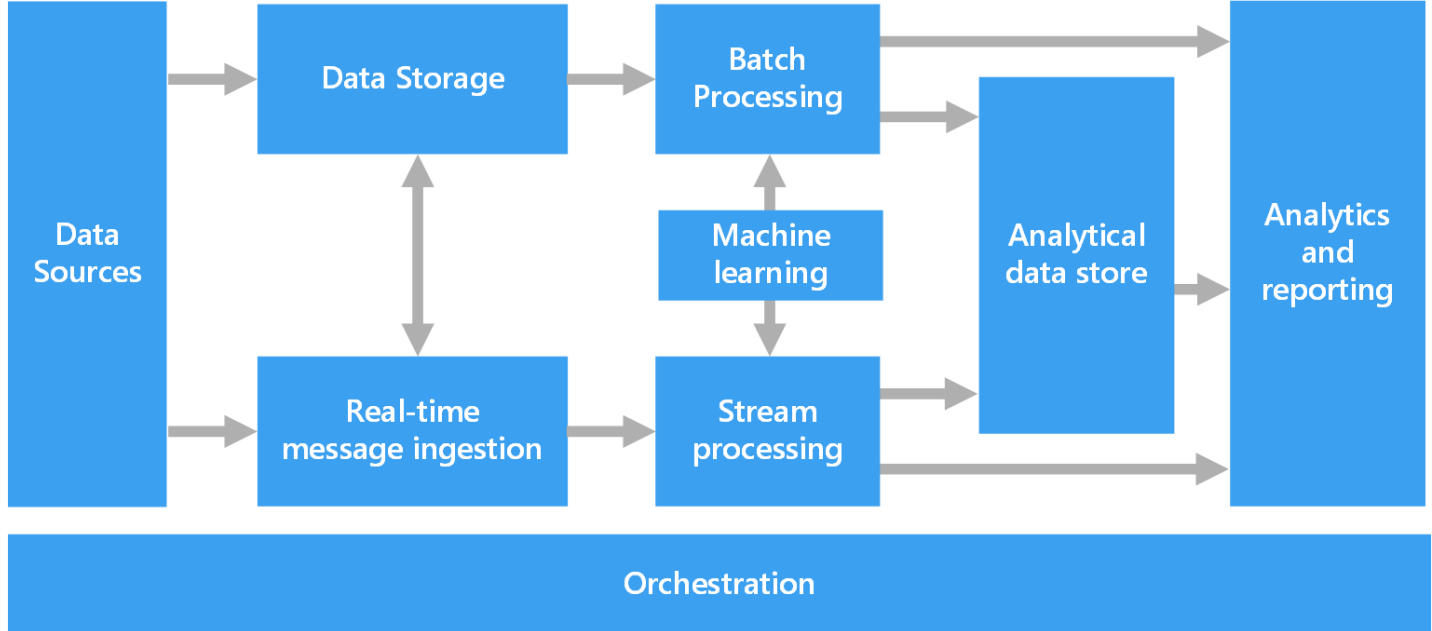 Data
Sources
Data Storage
Real-time
message ingestion
Batch
Processing
Machine
learning
Stream
processing
Analytical
data store
Analytics
and
reporting
Orchestration